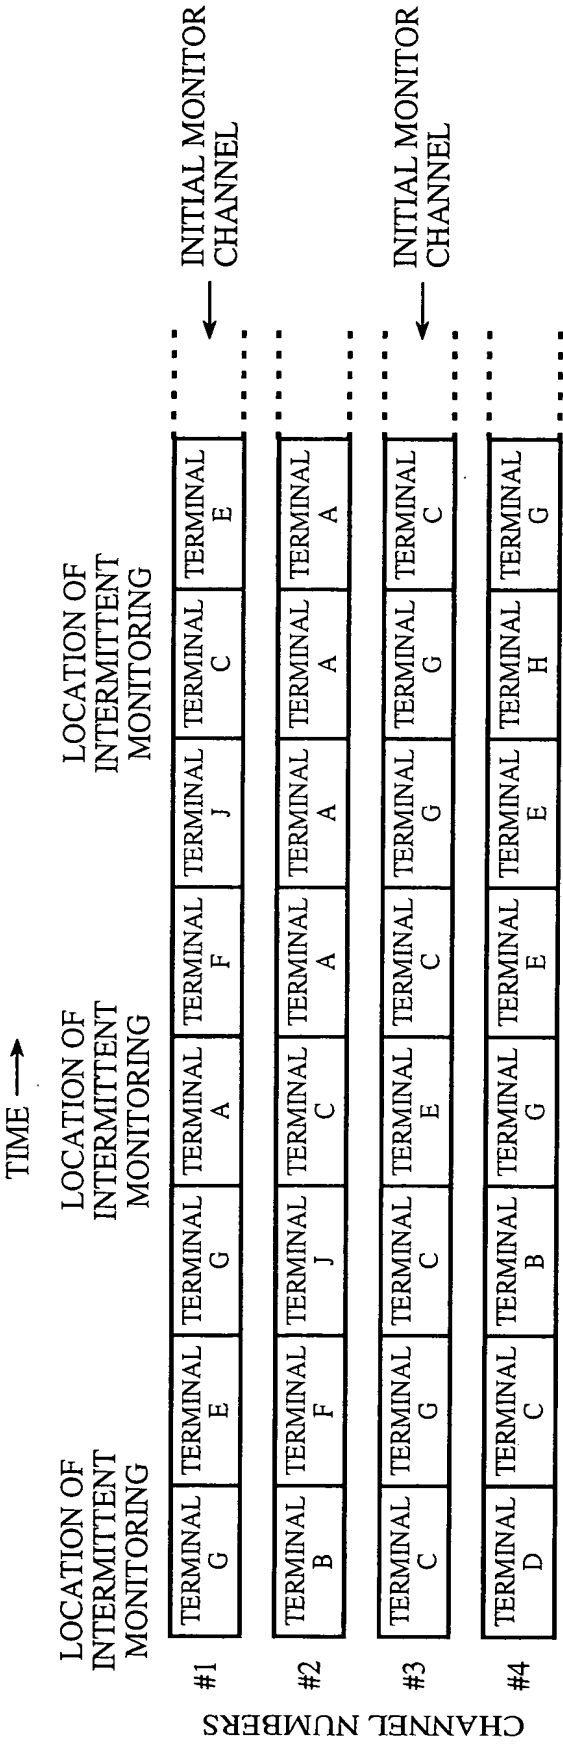 TIME
LOCATION OF
INTERMITTENT
MONITORING
LOCATION OF
INTERMITTENT
MONITORING
LOCATION OF
INTERMITTENT
MONITORING
CHANNEL NUMBERS
#1
TERMINAL
G
TERMINAL
E
TERMINAL
G
TERMINAL
A
TERMINAL
F
TERMINAL
J
TERMINAL
C
TERMINAL
E
INITIAL MONITOR
CHANNEL
#2
TERMINAL
B
TERMINAL
F
TERMINAL
J
TERMINAL
C
TERMINAL
A
TERMINAL
A
TERMINAL
A
TERMINAL
A
#3
TERMINAL
C
TERMINAL
G
TERMINAL
C
TERMINAL
E
TERMINAL
C
TERMINAL
G
TERMINAL
G
TERMINAL
C
INITIAL MONITOR
CHANNEL
#4
TERMINAL
D
TERMINAL
C
TERMINAL
B
TERMINAL
G
TERMINAL
E
TERMINAL
E
TERMINAL
H
TERMINAL
G